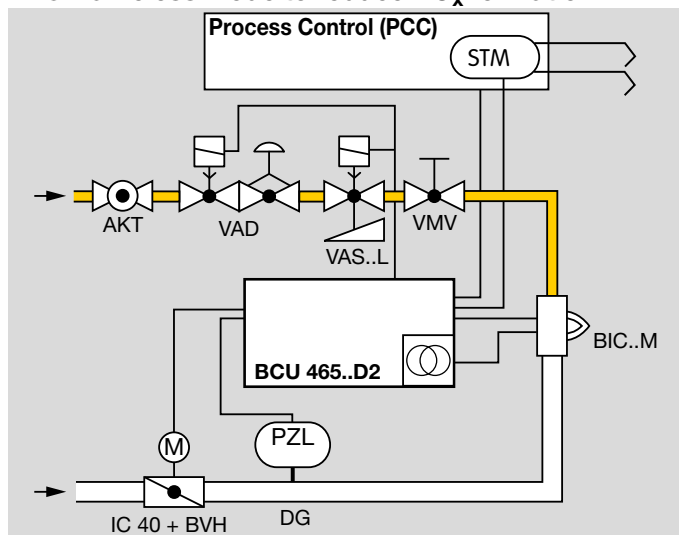 Process Control (PCC)
STM
AKT
VAD
VAS..L
VMV
BCU 465..D2
BIC..M
PZL
M
IC 40 + BVH
DG